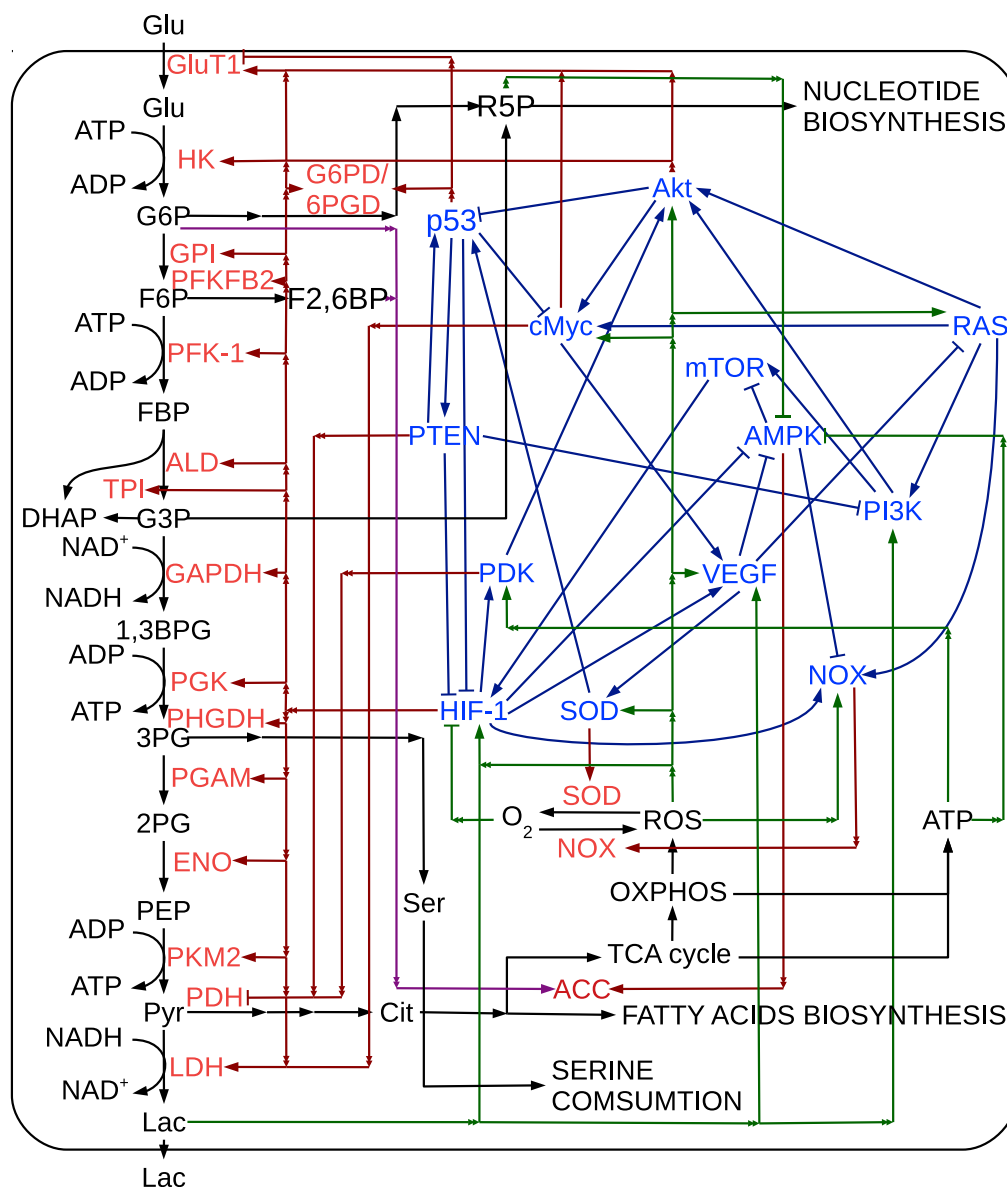 Glu
GluT1
Glu
ATP
R5P
NUCLEOTIDE
BIOSYNTHESIS
HK
G6PD/
6PGD
ADP
Akt
G6P
p53
GPI
PFKFB2
F6P
F2,6BP
ATP
cMyc
RAS
PFK-1
mTOR
ADP
FBP
PTEN
AMPK
ALD
TPI
PI3K
DHAP
G3P
NAD+
GAPDH
PDK
VEGF
NADH
1,3BPG
ADP
PGK
NOX
ATP
PHGDH
HIF-1
SOD
3PG
PGAM
SOD
2PG
O2
ROS
ATP
ENO
NOX
OXPHOS
Ser
PEP
ADP
PKM2
TCA cycle
ATP
PDH
ACC
Pyr
Cit
FATTY ACIDS BIOSYNTHESIS
NADH
LDH
SERINE
COMSUMTION
NAD+
Lac
Lac